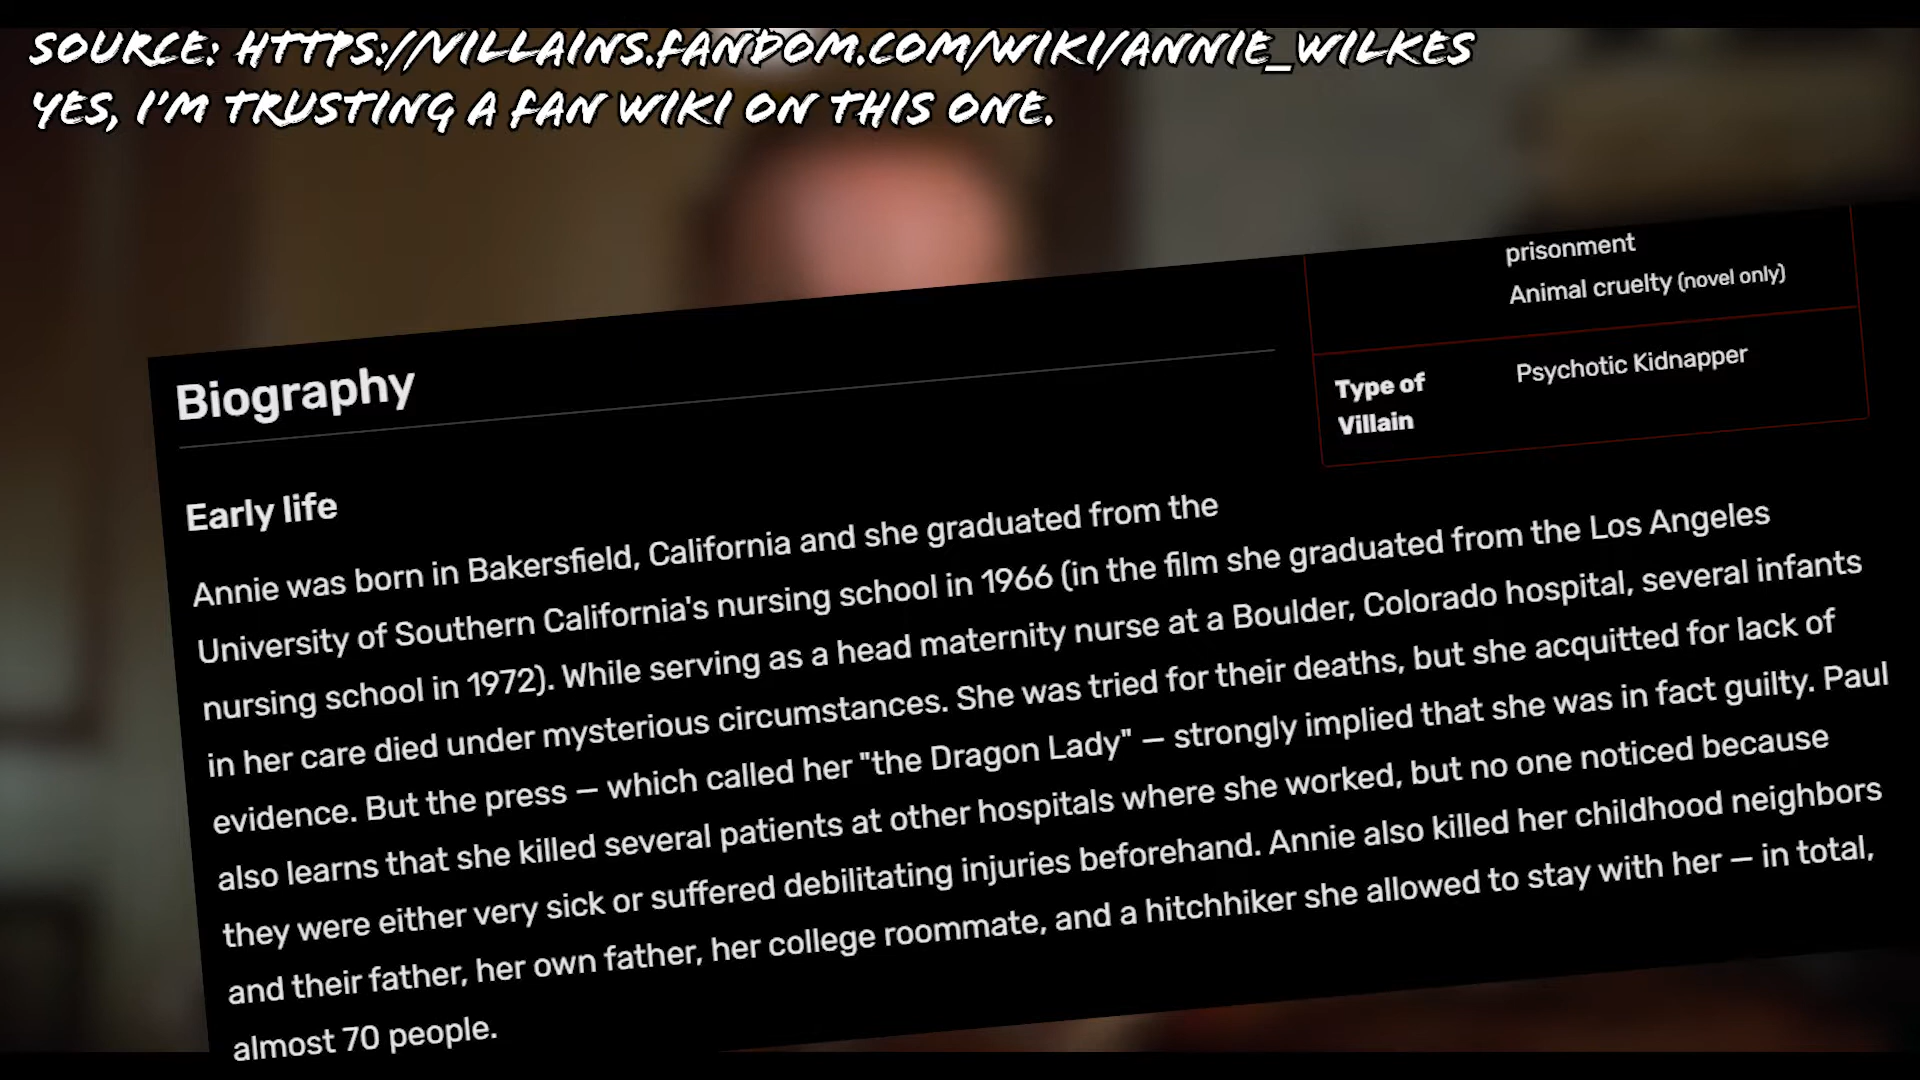 SOURCE: HTTPS://VILLAINS.FANDOM.COM/WIKI/ANNIE_WILKES
YES, I'M TRUSTING A FAN WIKI ON THIS ONE.
prisonment
Animal cruelty (novel only)
Type of
Villain
Psychotic Kidnapper
Biography
Early life
Annie was born in Bakersfield, California and she graduated from the
University of Southern California's nursing school in 1966 (in the film she graduated from the Los Angeles
nursing school in 1972). While serving as a head maternity nurse at a Boulder, Colorado hospital, several infants
in her care died under mysterious circumstances. She was tried for their deaths, but she acquitted for lack of
evidence. But the press — which called her "the Dragon Lady" — strongly implied that she was in fact guilty. Paul
also learns that she killed several patients at other hospitals where she worked, but no one noticed because
they were either very sick or suffered debilitating injuries beforehand. Annie also killed her childhood neighbors
and their father, her own father, her college roommate, and a hitchhiker she allowed to stay with her — in total,
almost 70 people.